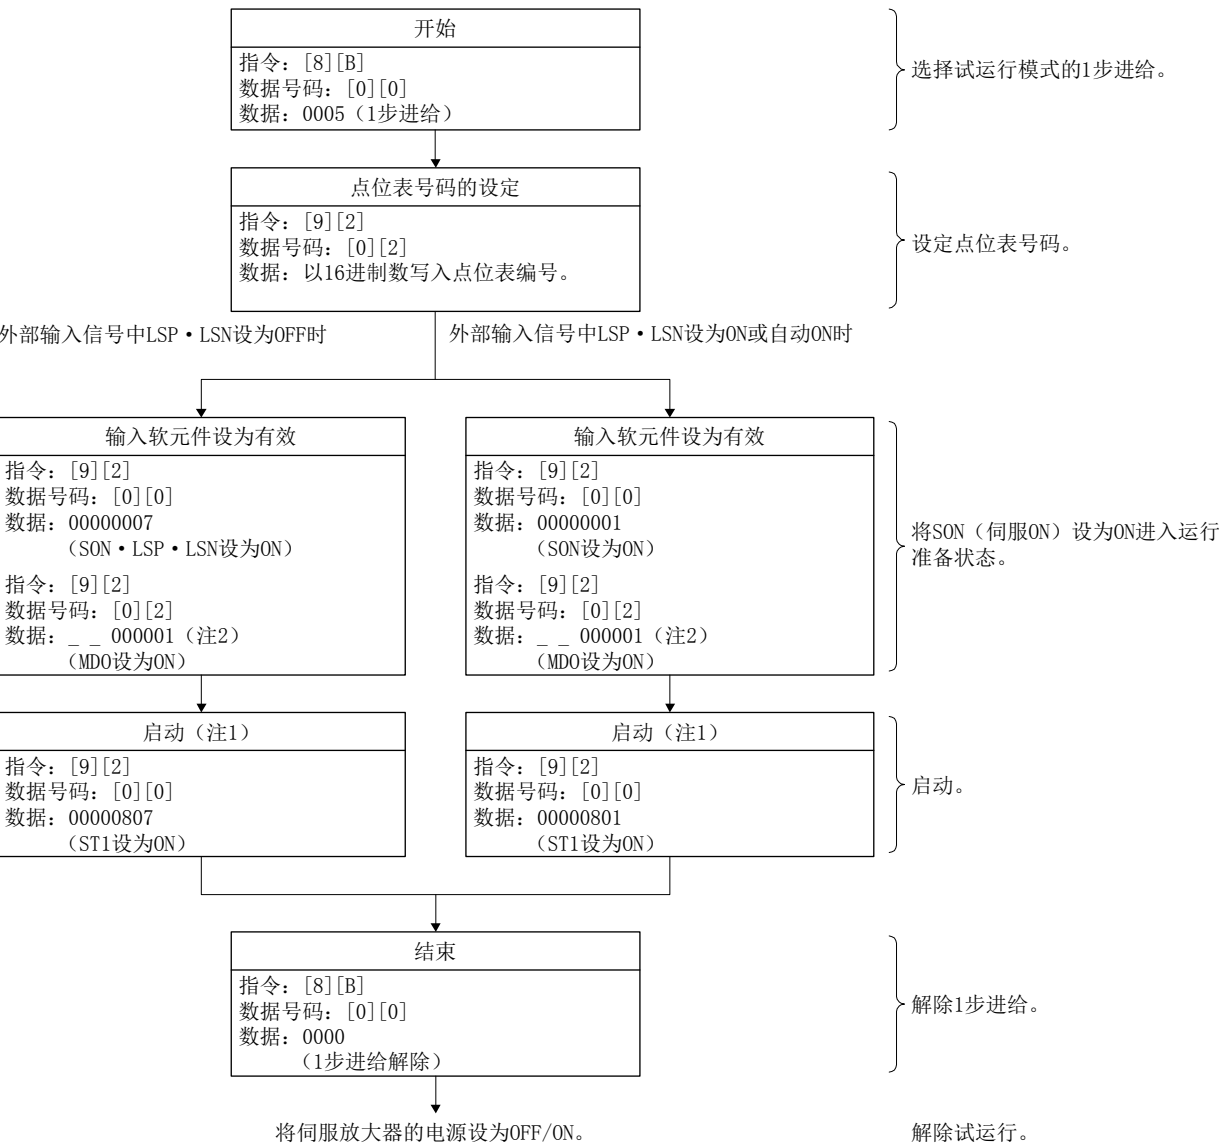 开始
指令：[8][B]
数据号码：[0][0]
数据：0005（1步进给）
选择试运行模式的1步进给。
点位表号码的设定
指令：[9][2]
数据号码：[0][2]
数据：以16进制数写入点位表编号。
设定点位表号码。
外部输入信号中LSP・LSN设为OFF时
外部输入信号中LSP・LSN设为ON或自动ON时
输入软元件设为有效
指令：[9][2]
数据号码：[0][0]
数据：00000007
（SON・LSP・LSN设为ON）
指令：[9][2]
数据号码：[0][2]
数据：_ _ 000001（注2）
（MD0设为ON）
输入软元件设为有效
指令：[9][2]
数据号码：[0][0]
数据：00000001
（SON设为ON）
指令：[9][2]
数据号码：[0][2]
数据：_ _ 000001（注2）
（MD0设为ON）
将SON（伺服ON）设为ON进入运行
准备状态。
启动（注1）
指令：[9][2]
数据号码：[0][0]
数据：00000807
（ST1设为ON）
启动（注1）
指令：[9][2]
数据号码：[0][0]
数据：00000801
（ST1设为ON）
启动。
结束
指令：[8][B]
数据号码：[0][0]
数据：0000
（1步进给解除）
解除1步进给。
将伺服放大器的电源设为OFF/ON。
解除试运行。